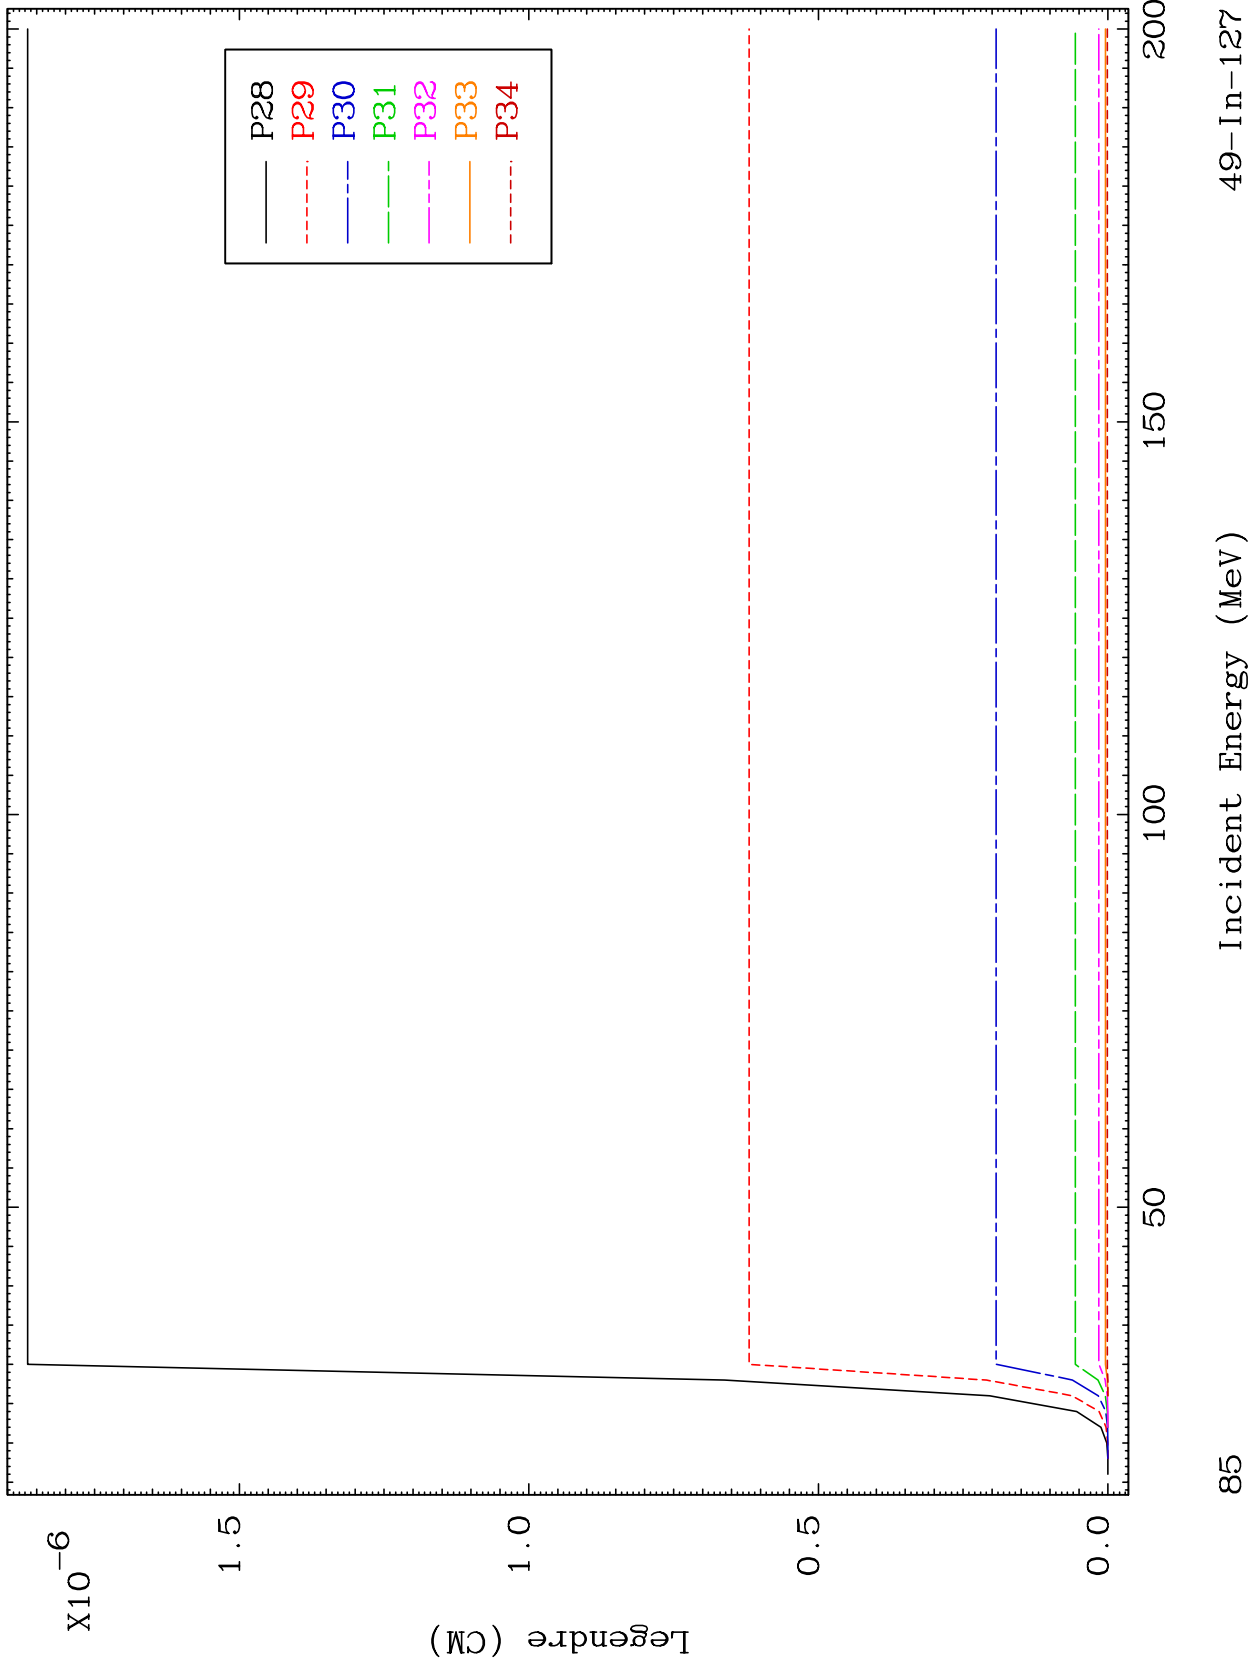 X10-6
1.5
1.0
0.5
0.0
Legendre (CM)
P28
P29
P30
P31
P32
P33
P34
50
100
150
200
85
Incident Energy (MeV)
49-In-127